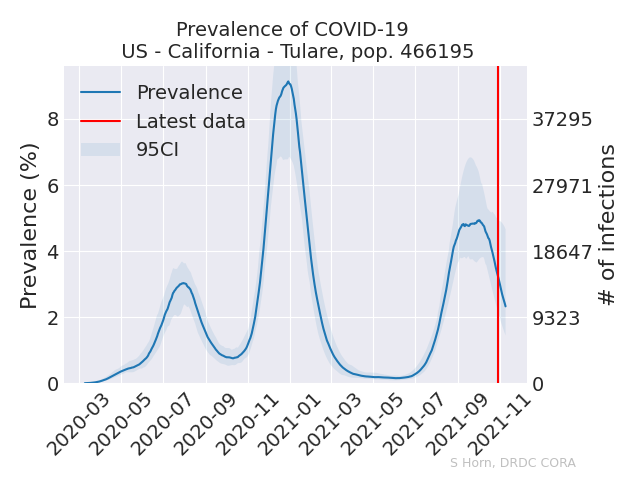 Prevalence of COVID-19
US - California - Tulare, pop. 466195
Prevalence
Latest data
95CI
Prevalence (%)
8
6
4
2
0
37295
27971
18647
9323
0
# of infections
2020-03
2020-05
2020-07
2020-09
2020-11
2021-01
2021-03
2021-05
2021-07
2021-09
2021-11
S Horn, DRDC CORA